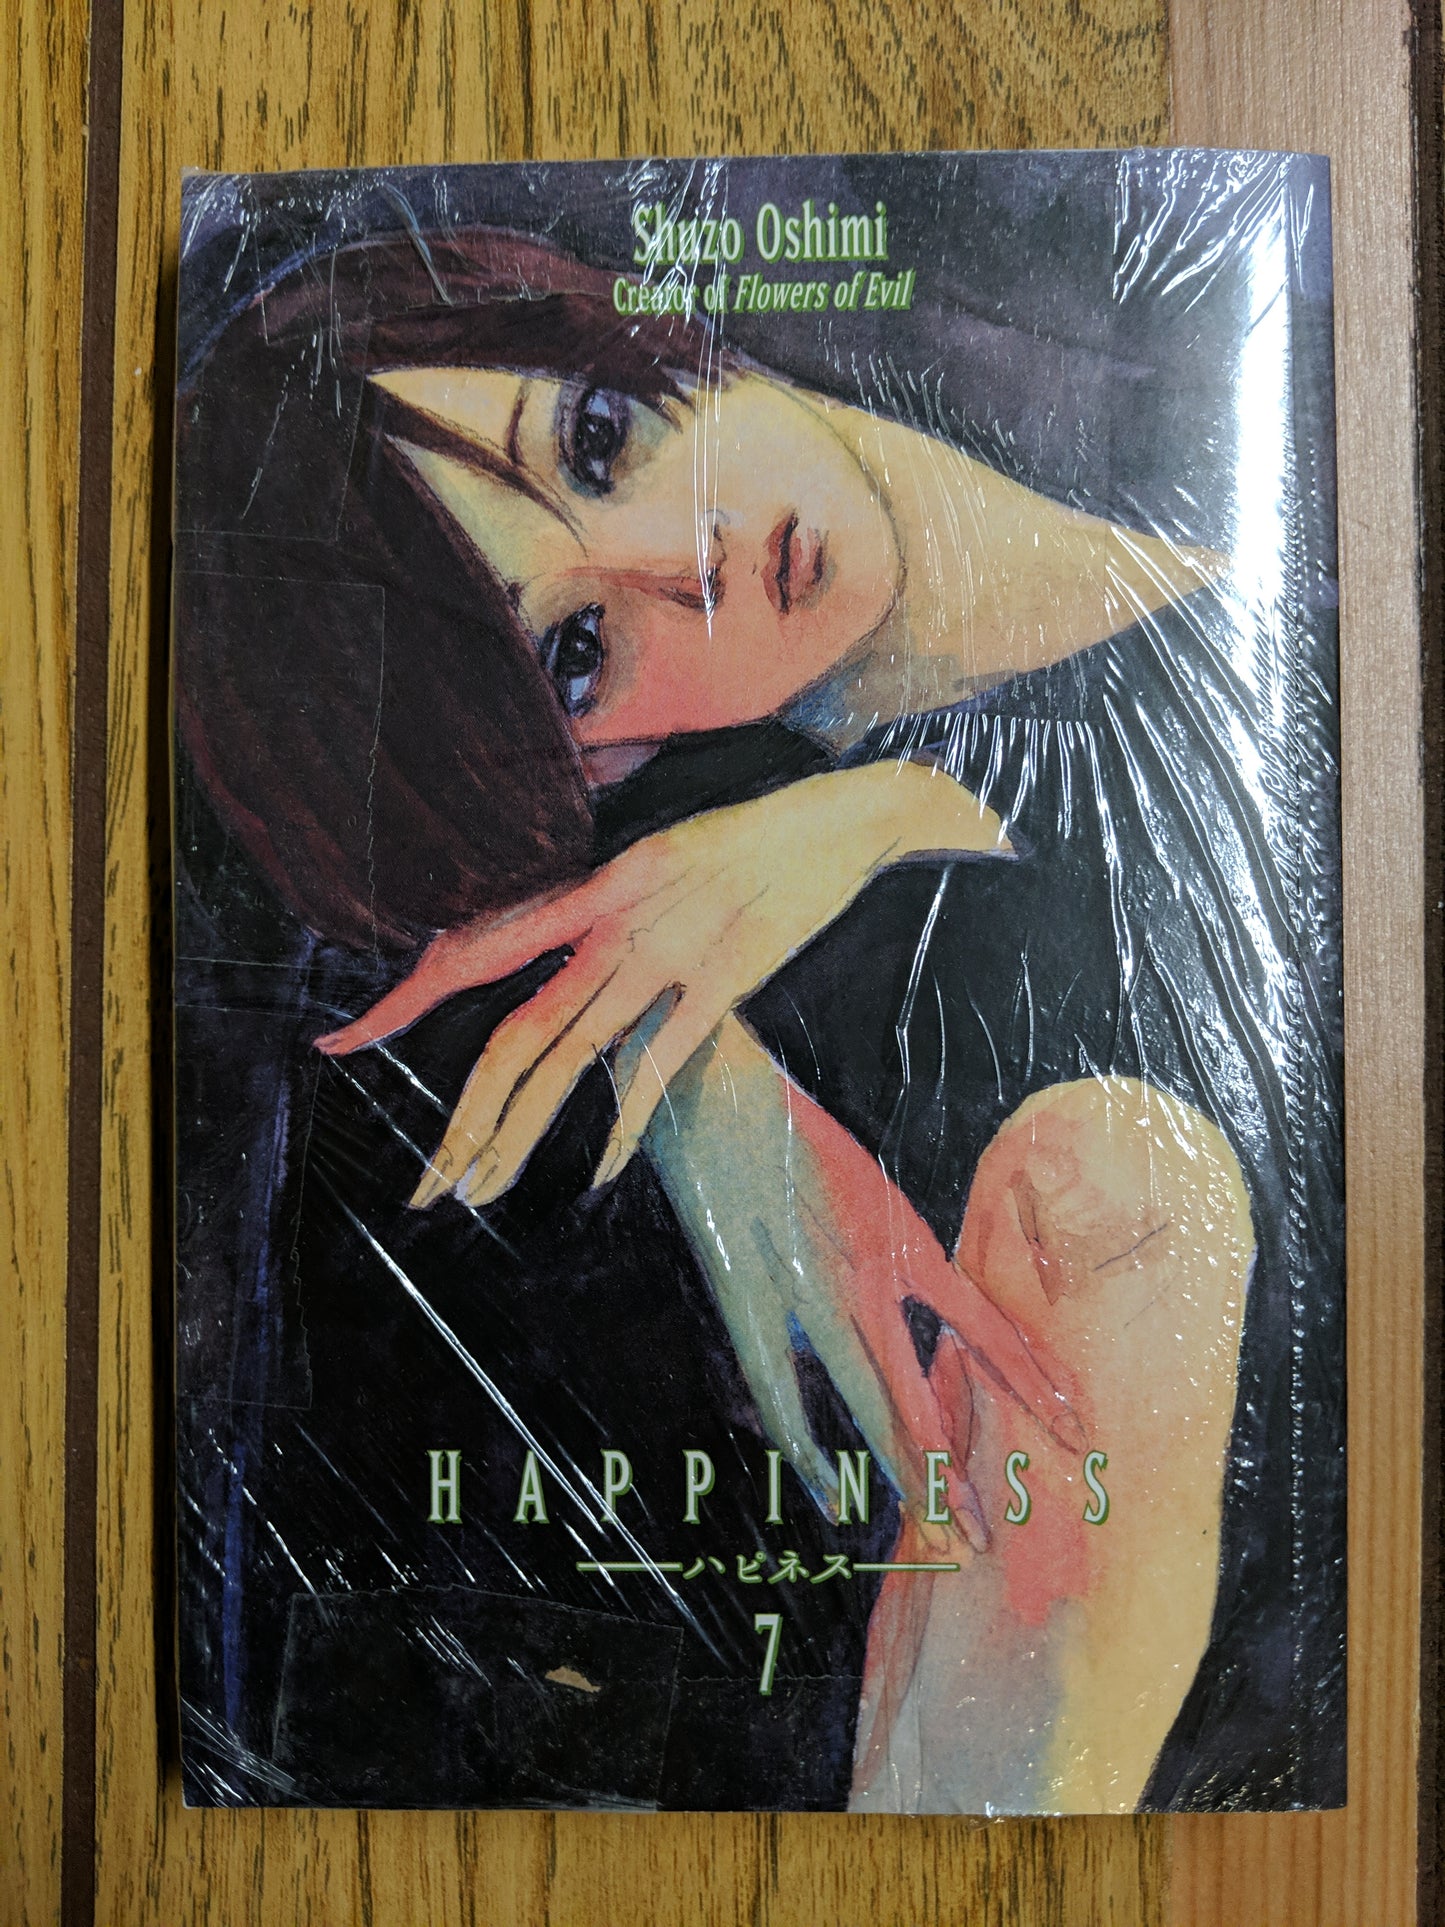 Shuzo Oshimi
Creator of Flowers of Evil
HAPPINESS
ハピネス
7